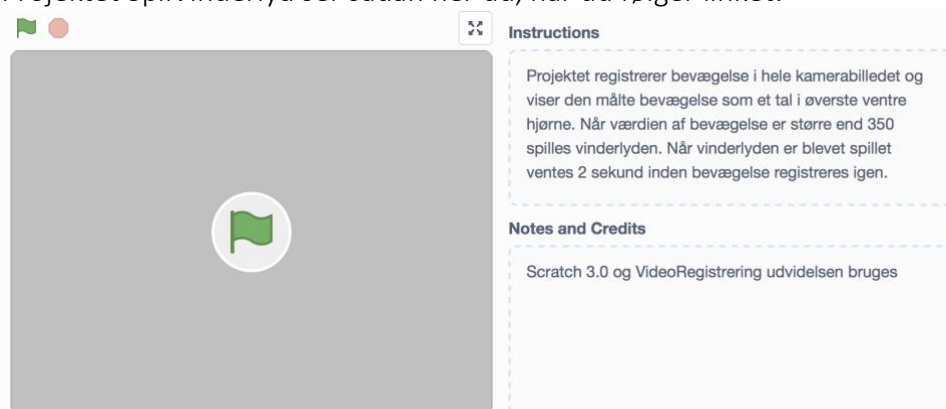 Instructions
Projektet registrerer bevægelse i hele kamerabilledet og
viser den målte bevægelse som et tal i øverste ventre
hjørne. Når værdien af bevægelse er større end 350
spilles vinderlyden. Når vinderlyden er blevet spillet
ventes 2 sekund inden bevægelse registreres igen.
Notes and Credits
Scratch 3.0 og VideoRegistrering udvidelsen bruges